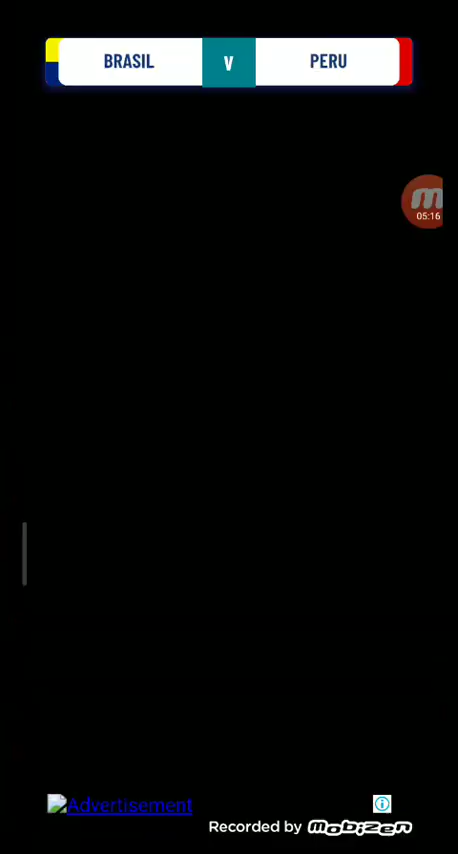 BRASIL V PERU
m
05:16
Advertisement
Recorded by mobizen